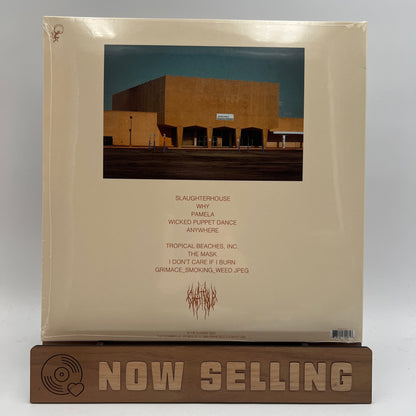 SLAUGHTERHOUSE
WHY
PAMELA
WICKED PUPPET DANCE
ANYWHERE
TROPICAL BEACHES, INC.
THE MASK
I DON'T CARE IF I BURN
GRIMACE_SMOKING_WEED.JPEG
NOW SELLING